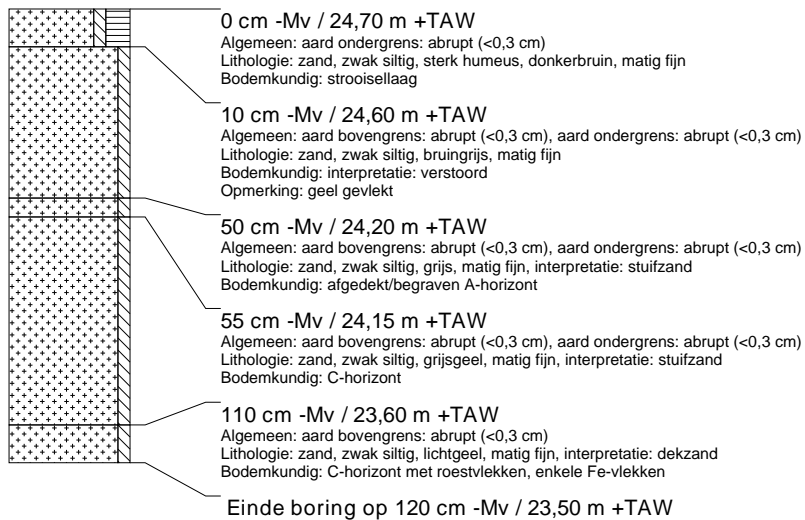 0 cm -Mv / 24,70 m +TAW
Algemeen: aard ondergrens: abrupt (<0,3 cm)
Lithologie: zand, zwak siltig, sterk humeus, donkerbruin, matig fijn
Bodemkundig: strooisellaag
10 cm -Mv / 24,60 m +TAW
Algemeen: aard bovengrens: abrupt (<0,3 cm), aard ondergrens: abrupt (<0,3 cm)
Lithologie: zand, zwak siltig, bruingrijs, matig fijn
Bodemkundig: interpretatie: verstoord
Opmerking: geel gevlekt
50 cm -Mv / 24,20 m +TAW
Algemeen: aard bovengrens: abrupt (<0,3 cm), aard ondergrens: abrupt (<0,3 cm)
Lithologie: zand, zwak siltig, grijs, matig fijn, interpretatie: stuifzand
Bodemkundig: afgedekt/begraven A-horizont
55 cm -Mv / 24,15 m +TAW
Algemeen: aard bovengrens: abrupt (<0,3 cm), aard ondergrens: abrupt (<0,3 cm)
Lithologie: zand, zwak siltig, grijsgeel, matig fijn, interpretatie: stuifzand
Bodemkundig: C-horizont
110 cm -Mv / 23,60 m +TAW
Algemeen: aard bovengrens: abrupt (<0,3 cm)
Lithologie: zand, zwak siltig, lichtgeel, matig fijn, interpretatie: dekzand
Bodemkundig: C-horizont met roestvlekken, enkele Fe-vlekken
Einde boring op 120 cm -Mv / 23,50 m +TAW